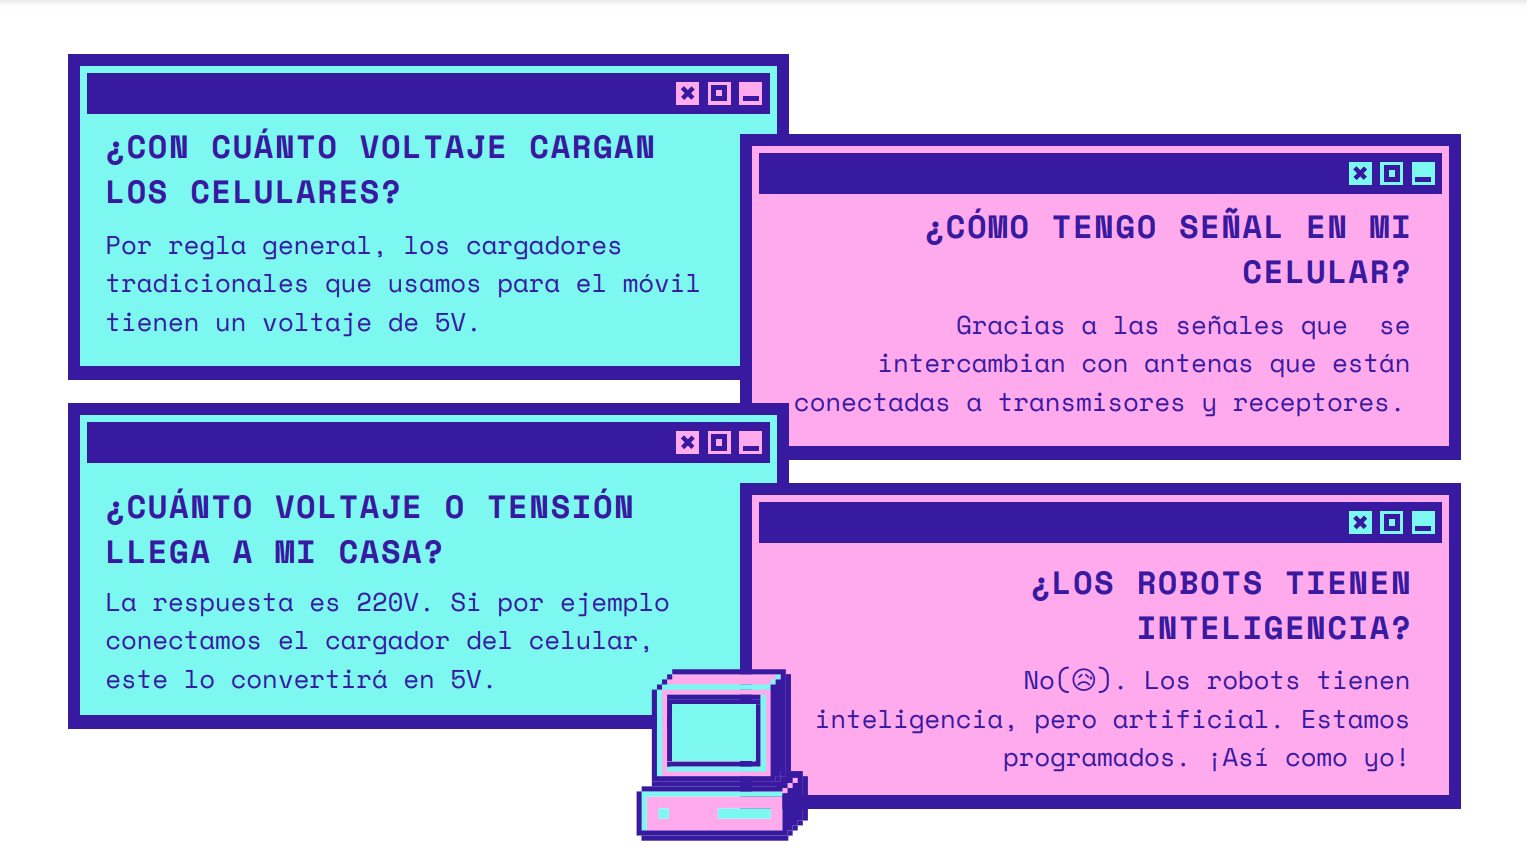 ¿CON CUÁNTO VOLTAJE CARGAN
LOS CELULARES?
Por regla general, los cargadores
tradicionales que usamos para el móvil
tienen un voltaje de 5V.
¿CÓMO TENGO SEÑAL EN MI
CELULAR?
Gracias a las señales que  se
intercambian con antenas que están
conectadas a transmisores y receptores.
¿CUÁNTO VOLTAJE O TENSIÓN
LLEGA A MI CASA?
La respuesta es 220V. Si por ejemplo
conectamos el cargador del celular,
este lo convertirá en 5V.
¿LOS ROBOTS TIENEN
INTELIGENCIA?
No(☹). Los robots tienen
inteligencia, pero artificial. Estamos
programados. ¡Así como yo!